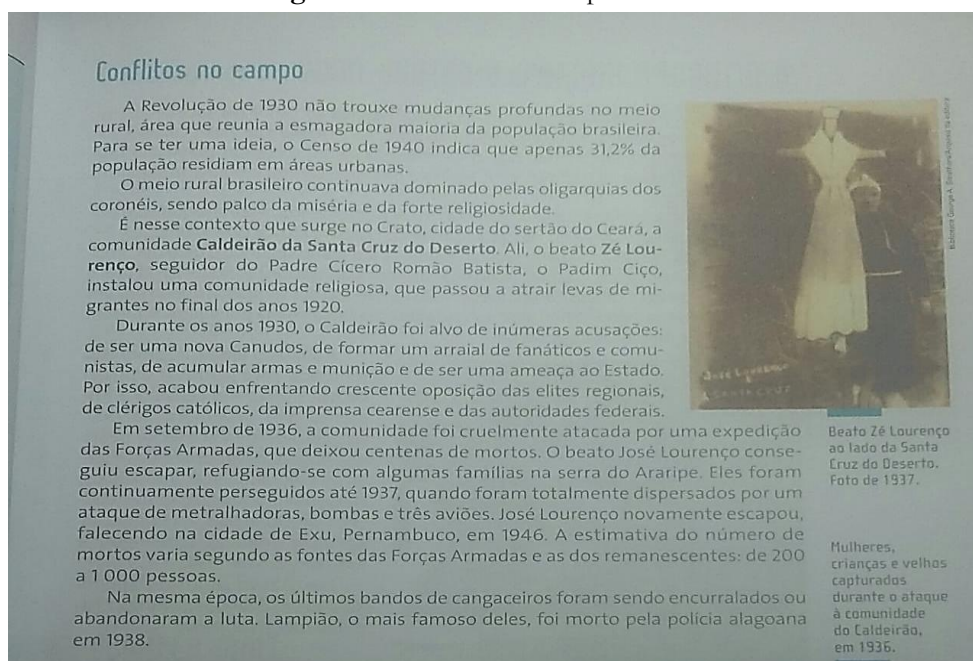 Conflitos no campo
A Revolução de 1930 não trouxe mudanças profundas no meio
rural, área que reunia a esmagadora maioria da população brasileira.
Para se ter uma ideia, o Censo de 1940 indica que apenas 31,2% da
população residiam em áreas urbanas.
O meio rural brasileiro continuava dominado pelas oligarquias dos
coronéis, sendo palco da miséria e da forte religiosidade.
É nesse contexto que surge no Crato, cidade do sertão do Ceará, a
comunidade Caldeirão da Santa Cruz do Deserto. Ali, o beato Zé Lou-
renço, seguidor do Padre Cícero Romão Batista, o Padim Ciço,
instalou uma comunidade religiosa, que passou a atrair levas de mi-
grantes no final dos anos 1920.
Durante os anos 1930, o Caldeirão foi alvo de inúmeras acusações:
de ser uma nova Canudos, de formar um arraial de fanáticos e comu-
nistas, de acumular armas e munição e de ser uma ameaça ao Estado.
Por isso, acabou enfrentando crescente oposição das elites regionais,
de clérigos católicos, da imprensa cearense e das autoridades federais.
Em setembro de 1936, a comunidade foi cruelmente atacada por uma expedição
das Forças Armadas, que deixou centenas de mortos. O beato José Lourenço conse-
guiu escapar, refugiando-se com algumas famílias na serra do Araripe. Eles foram
continuamente perseguidos até 1937, quando foram totalmente dispersados por um
ataque de metralhadoras, bombas e três aviões. José Lourenço novamente escapou,
falecendo na cidade de Exu, Pernambuco, em 1946. A estimativa do número de
mortos varia segundo as fontes das Forças Armadas e as dos remanescentes: de 200
a 1 000 pessoas.
Na mesma época, os últimos bandos de cangaceiros foram sendo encurralados ou
abandonaram a luta. Lampião, o mais famoso deles, foi morto pela polícia alagoana
em 1938.
José Lourenço
Santa Cruz
Beato Zé Lourenço
ao lado da Santa
Cruz do Deserto.
Foto de 1937.
Mulheres,
crianças e velhos
capturados
durante o ataque
à comunidade
do Caldeirão,
em 1936.